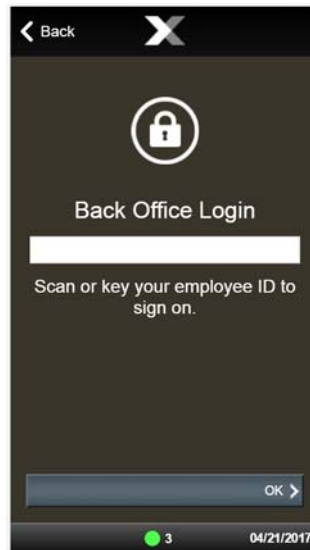 Back
Back Office Login
Scan or key your employee ID to
sign on.
OK
3
04/21/2017